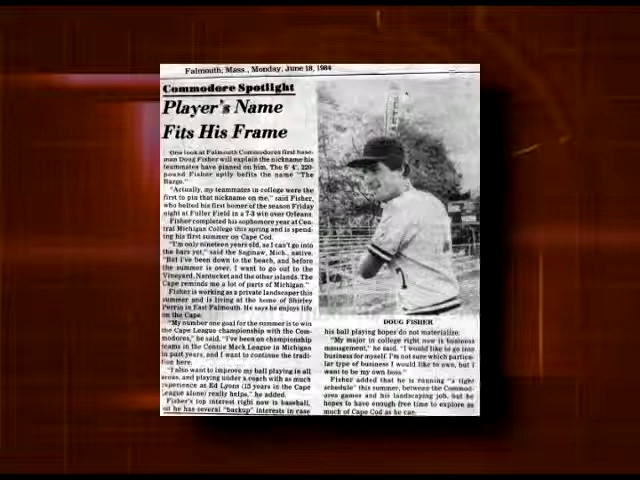 Falmouth, Mass., Monday, June 18, 1984
Commodore Spotlight
Player's Name
Fits His Frame
One look at Falmouth Commodores first base-
man Doug Fisher will explain the nickname his
teammates have pinned on him. The 6' 4", 220-
pound Fisher aptly befits the name "The
Barge."
"Actually, my teammates in college were the
first to pin that nickname on me," said Fisher,
who belted his first homer of the season Friday
night at Fuller Field in a 7-3 win over Orleans.
Fisher completed his sophomore year at Cen-
tral Michigan College this spring and is spend-
ing his first summer on Cape Cod.
"I'm only nineteen years old, so I can't go into
the bars yet," said the Saginaw, Mich., native.
"But I've been down to the beach, and before
the summer is over, I want to go out to the
Vineyard, Nantucket and the other islands. The
Cape reminds me a lot of parts of Michigan."
Fisher is working as a private landscaper this
summer and is living at the home of Shirley
Perrin in East Falmouth. He says he enjoys life
on the Cape.
"My number one goal for the summer is to win
the Cape League championship with the Com-
modores," he said. "I've been on championship
teams in the Connie Mack League in Michigan
in past years, and I want to continue the tradi-
tion here.
"I also want to improve my ball playing in all
areas, and playing under a coach with as much
experience as Ed Lyons (13 years in the Cape
League alone) really helps," he added.
Fisher's top interest right now is baseball,
but he has several "backup" interests in case
DOUG FISHER
his ball playing hopes do not materialize.
"My major in college right now is business
management," he said. "I would like to go into
business for myself. I'm not sure which particu-
lar type of business I would like to own, but I
want to be my own boss."
Fisher added that he is running "a tight
schedule" this summer, between the Commod-
ores games and his landscaping job, but he
hopes to have enough free time to explore as
much of Cape Cod as he can.